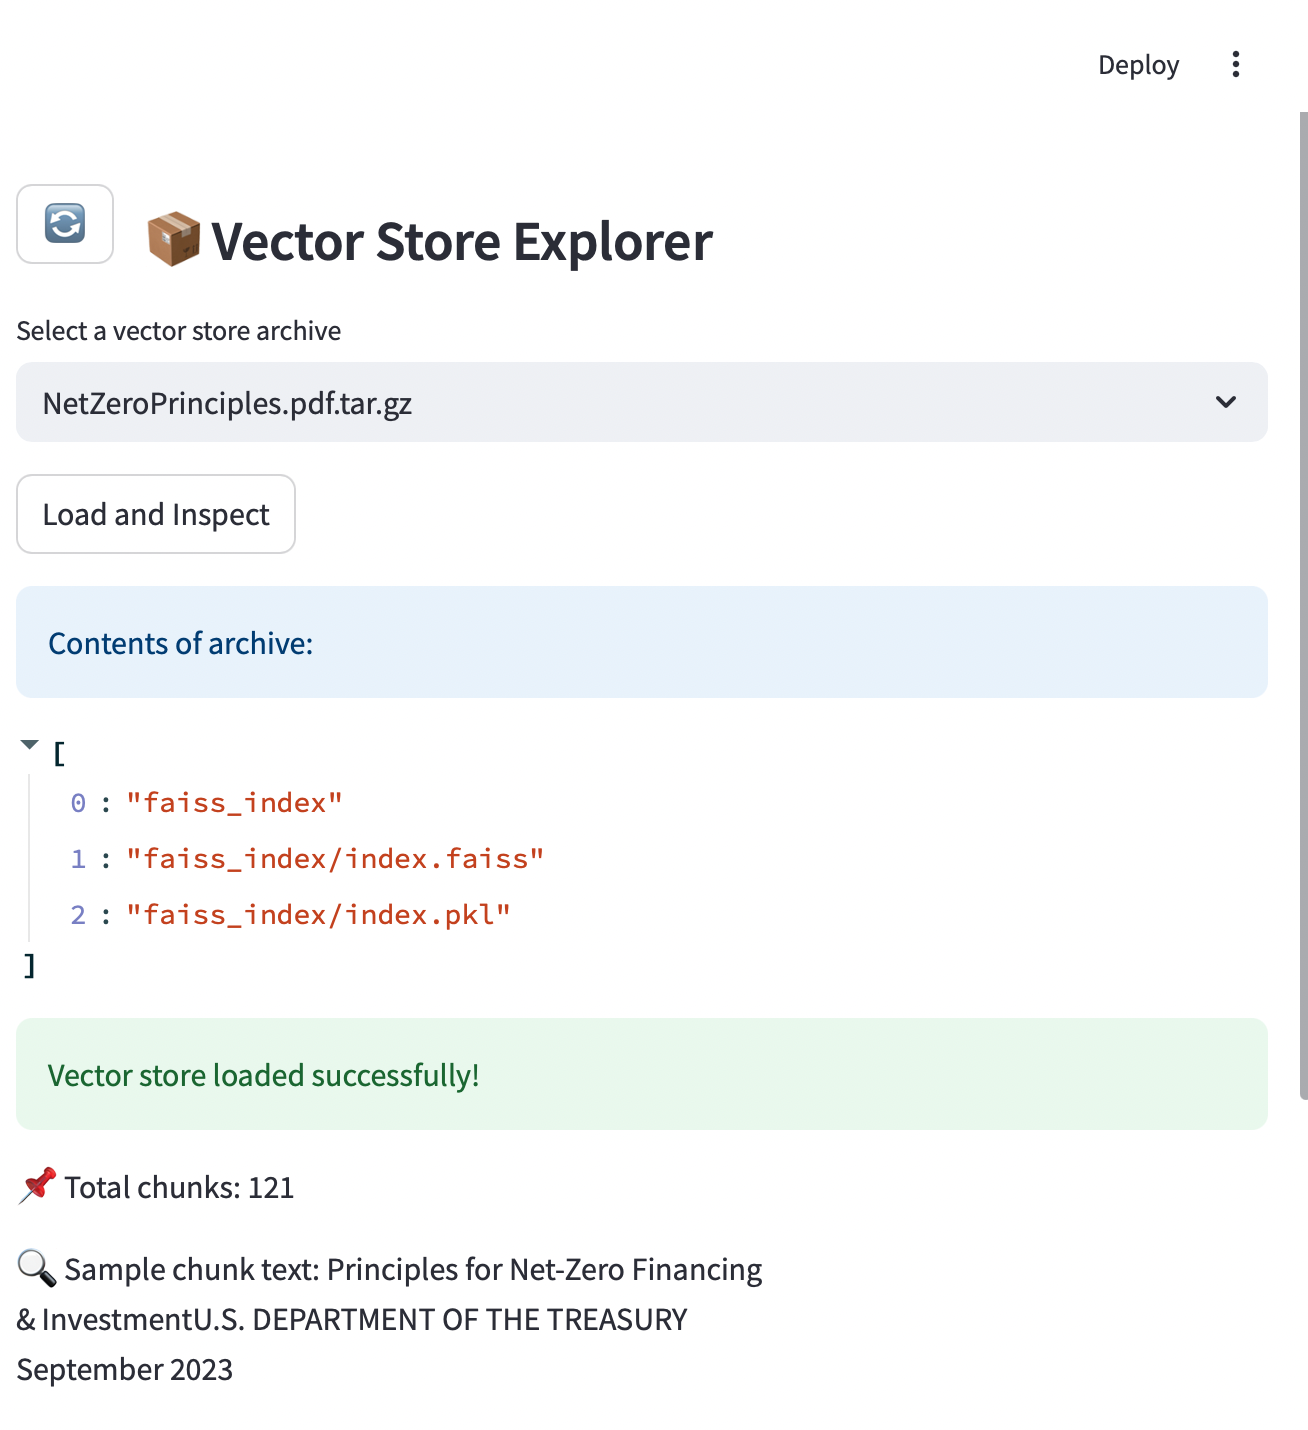 Deploy
Vector Store Explorer
Select a vector store archive
NetZeroPrinciples.pdf.tar.gz
Load and Inspect
Contents of archive:
[
0 : "faiss_index"
1 : "faiss_index/index.faiss"
2 : "faiss_index/index.pkl"
]
Vector store loaded successfully!
Total chunks: 121
Sample chunk text: Principles for Net-Zero Financing
& InvestmentU.S. DEPARTMENT OF THE TREASURY
September 2023